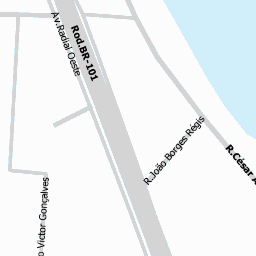 Rod.BR-101
Av.Radial Oeste
R.João Borges Régis
R.César A
o Victor Gonçalves